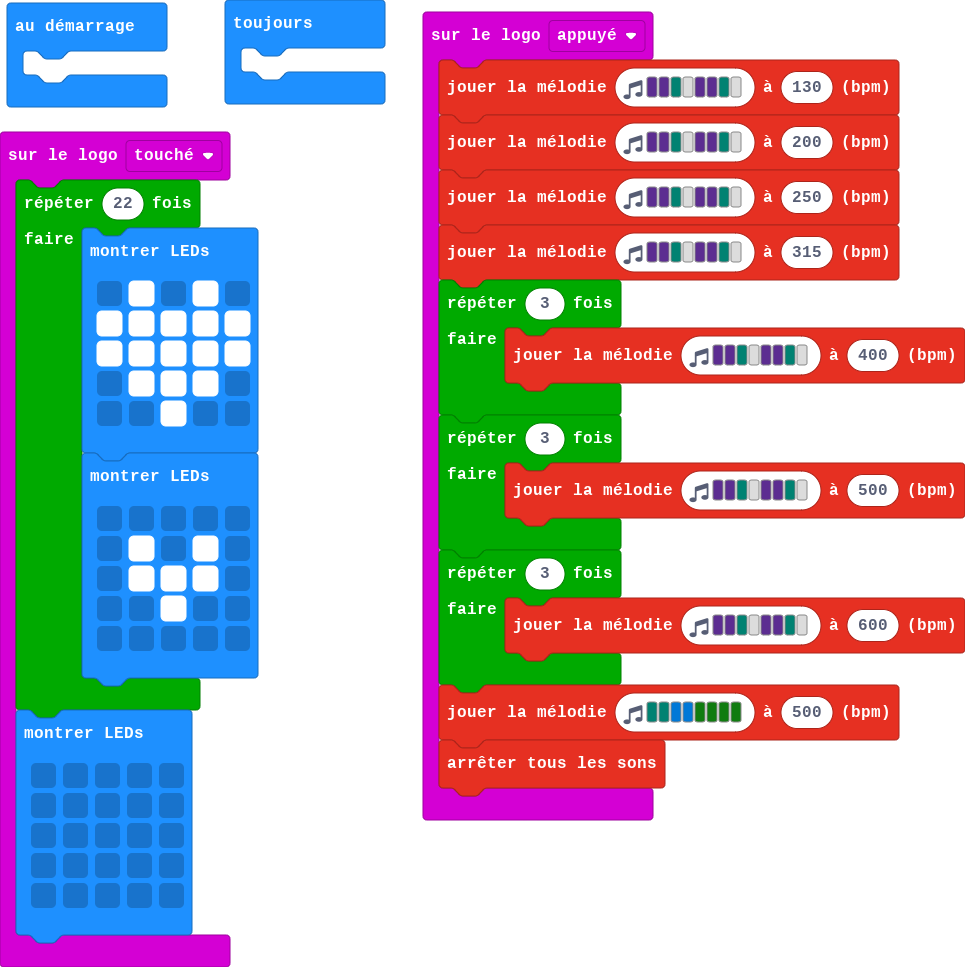 au démarrage
toujours
sur le logo touché
répéter 22 fois
faire
montrer LEDs
montrer LEDs
montrer LEDs
sur le logo appuyé
jouer la mélodie à 130 (bpm)
jouer la mélodie à 200 (bpm)
jouer la mélodie à 250 (bpm)
jouer la mélodie à 315 (bpm)
répéter 3 fois
faire jouer la mélodie à 400 (bpm)
répéter 3 fois
faire jouer la mélodie à 500 (bpm)
répéter 3 fois
faire jouer la mélodie à 600 (bpm)
jouer la mélodie à 500 (bpm)
arrêter tous les sons